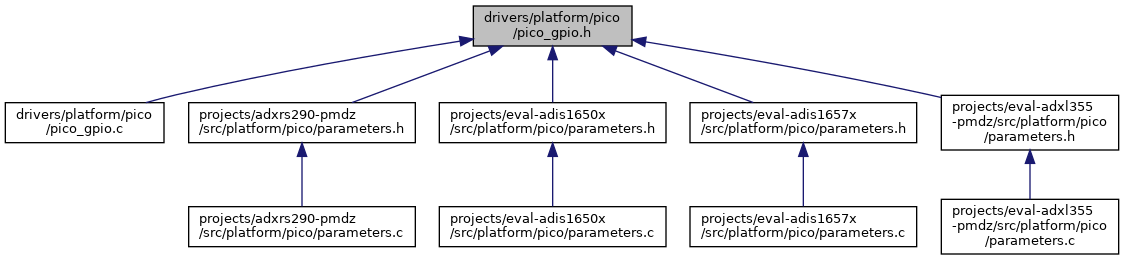 drivers/platform/pico
/pico_gpio.h
drivers/platform/pico
/pico_gpio.c
projects/adxrs290-pmdz
/src/platform/pico/parameters.h
projects/eval-adis1650x
/src/platform/pico/parameters.h
projects/eval-adis1657x
/src/platform/pico/parameters.h
projects/eval-adxl355
-pmdz/src/platform/pico
/parameters.h
projects/adxrs290-pmdz
/src/platform/pico/parameters.c
projects/eval-adis1650x
/src/platform/pico/parameters.c
projects/eval-adis1657x
/src/platform/pico/parameters.c
projects/eval-adxl355
-pmdz/src/platform/pico
/parameters.c